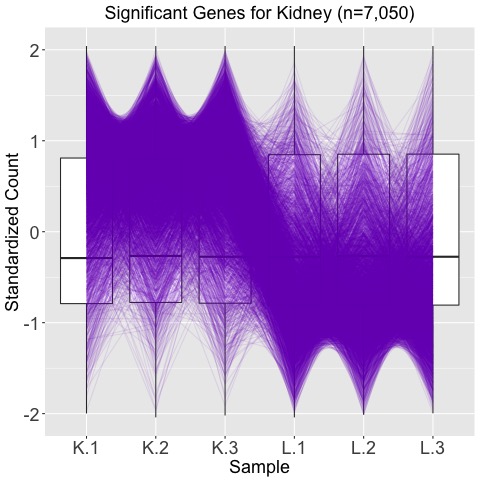 Significant Genes for Kidney (n=7,050)
Standardized Count
2
1
0
-1
-2
K.1 K.2 K.3 L.1 L.2 L.3
Sample